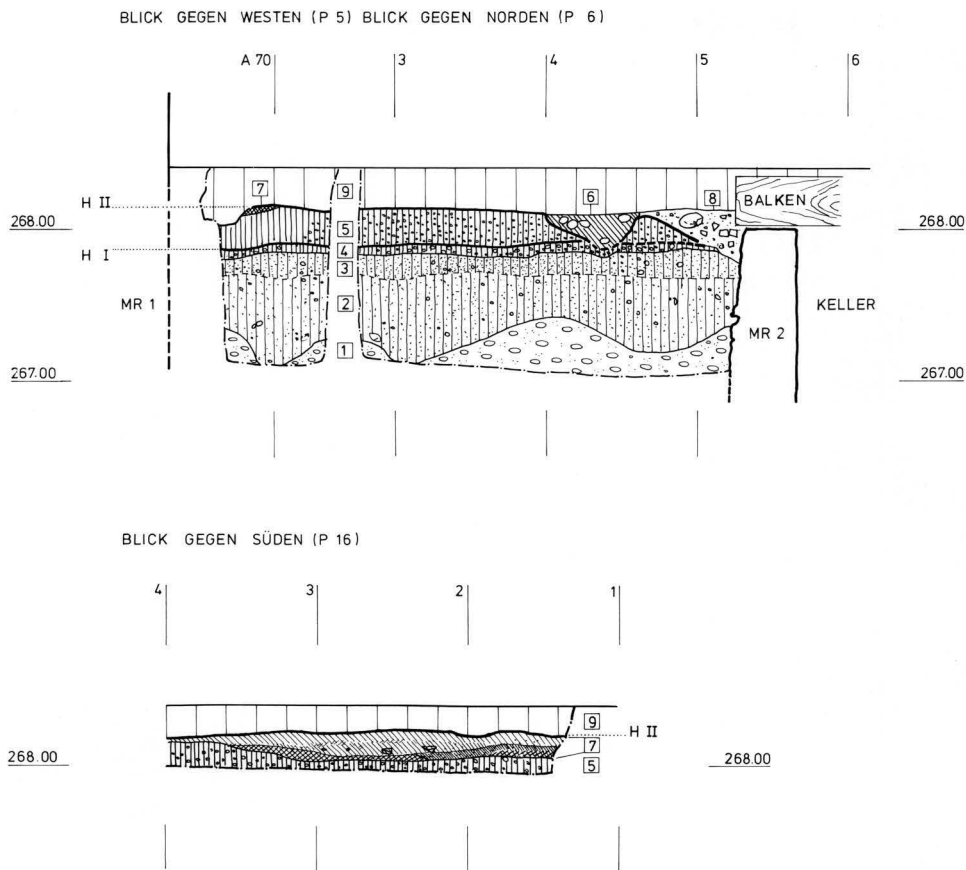 BLICK GEGEN WESTEN (P 5) BLICK GEGEN NORDEN (P 6)
A 70 3 4 5 6
7 9 6 8
H II
BALKEN
268.00 5 268.00
H I 4
3
MR 1 2 KELLER
MR 2
1
267.00 267.00
BLICK GEGEN SÜDEN (P 16)
4 3 2 1
9
H II
7
268.00 268.00
5